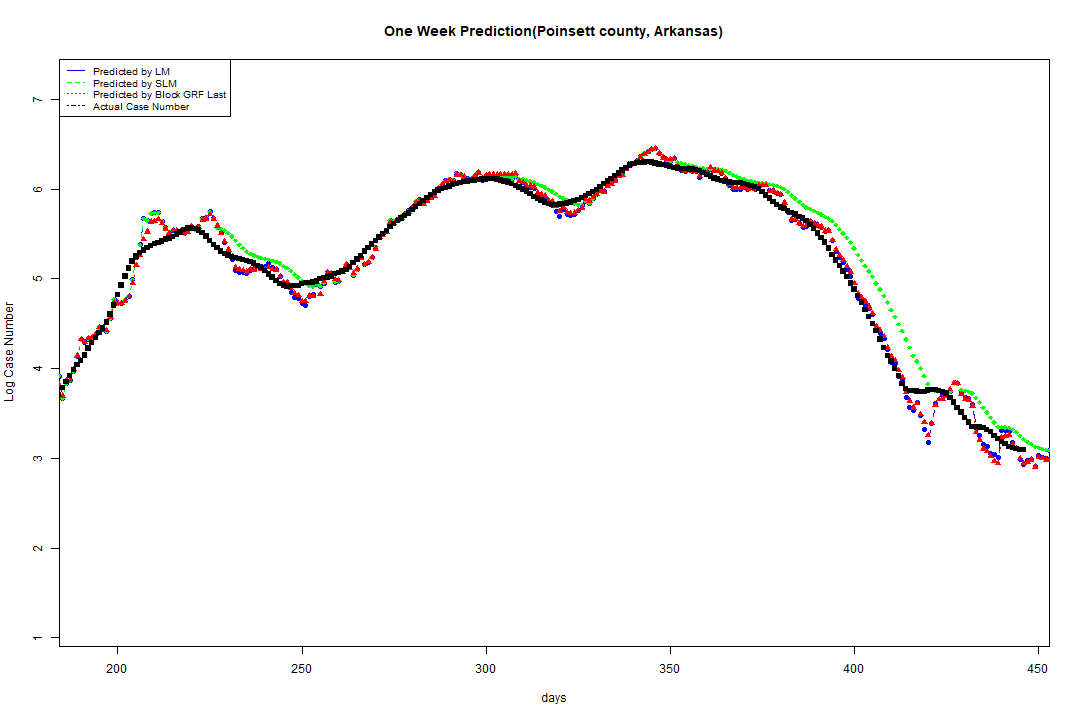 One Week Prediction(Poinsett county, Arkansas)
Predicted by LM
Predicted by SLM
Predicted by Block GRF Last
Actual Case Number
7
6
5
4
3
2
1
Log Case Number
200 250 300 350 400 450
days